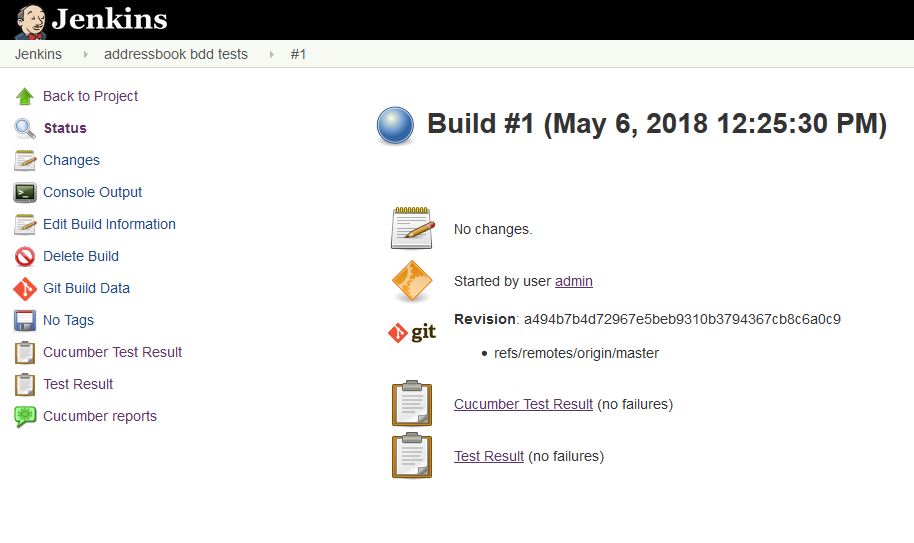 Jenkins
Jenkins addressbook bdd tests #1
Back to Project
Status
Changes
Console Output
Edit Build Information
Delete Build
Git Build Data
No Tags
Cucumber Test Result
Test Result
Cucumber reports
Build #1 (May 6, 2018 12:25:30 PM)
No changes.
Started by user admin
git
Revision: a494b7b4d72967e5beb9310b3794367cb8c6a0c9
• refs/remotes/origin/master
Cucumber Test Result (no failures)
Test Result (no failures)